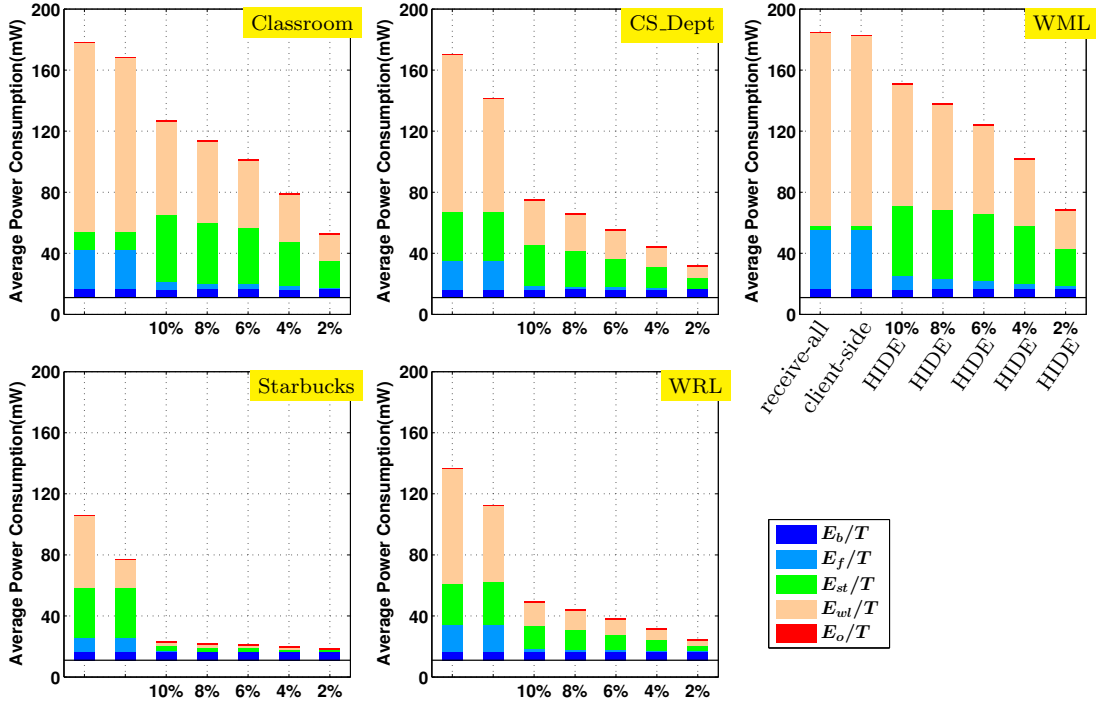 Classroom
Average Power Consumption(mW)
200
160
120
80
40
0
10% 8% 6% 4% 2%
CS_Dept
Average Power Consumption(mW)
200
160
120
80
40
0
10% 8% 6% 4% 2%
WML
Average Power Consumption(mW)
200
160
120
80
40
0
10% 8% 6% 4% 2%
receive-all
client-side
HIDE
HIDE
HIDE
HIDE
HIDE
Starbucks
Average Power Consumption(mW)
200
160
120
80
40
0
10% 8% 6% 4% 2%
WRL
Average Power Consumption(mW)
200
160
120
80
40
0
10% 8% 6% 4% 2%
E_b/T
E_f/T
E_st/T
E_wl/T
E_o/T